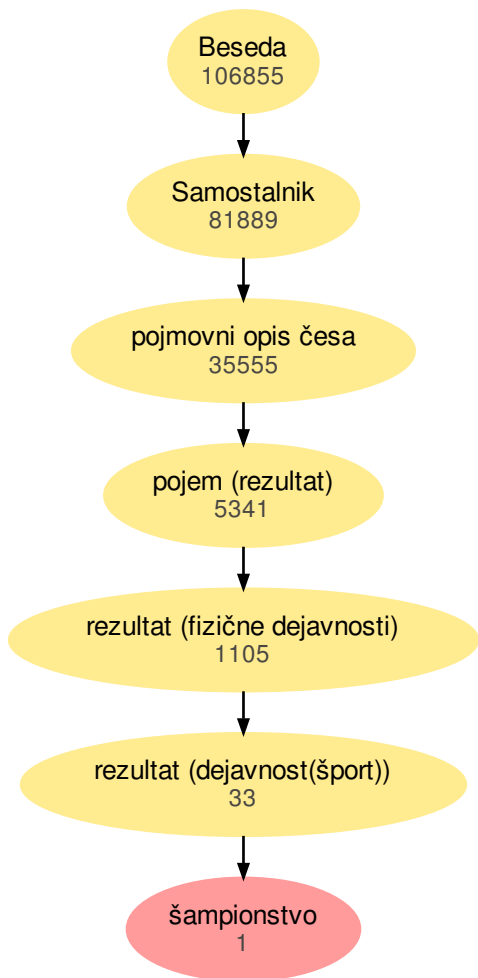 Beseda
106855
Samostalnik
81889
pojmovni opis česa
35555
pojem (rezultat)
5341
rezultat (fizične dejavnosti)
1105
rezultat (dejavnost(šport))
33
šampionstvo
1